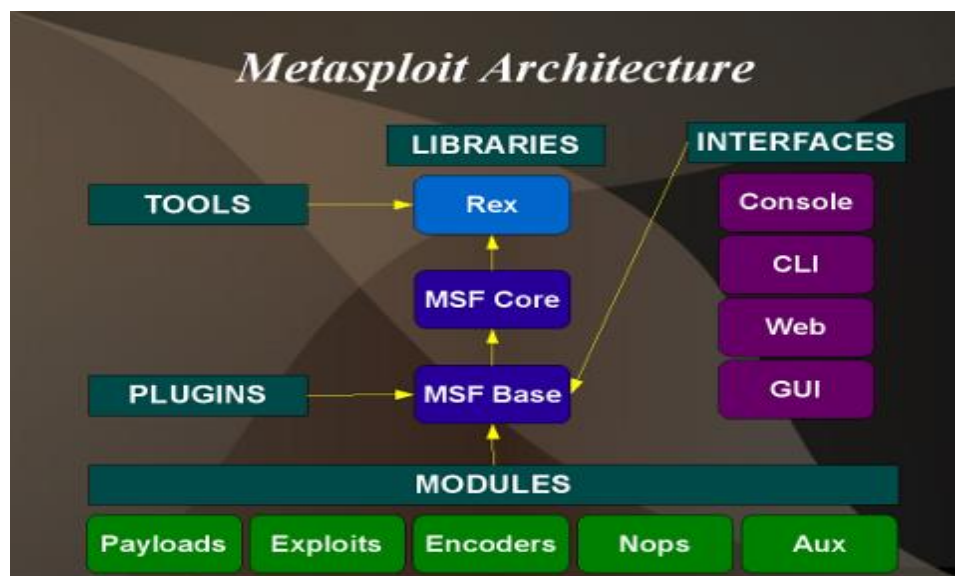 Metasploit Architecture
LIBRARIES
INTERFACES
TOOLS
Rex
Console
CLI
MSF Core
Web
PLUGINS
MSF Base
GUI
MODULES
Payloads
Exploits
Encoders
Nops
Aux